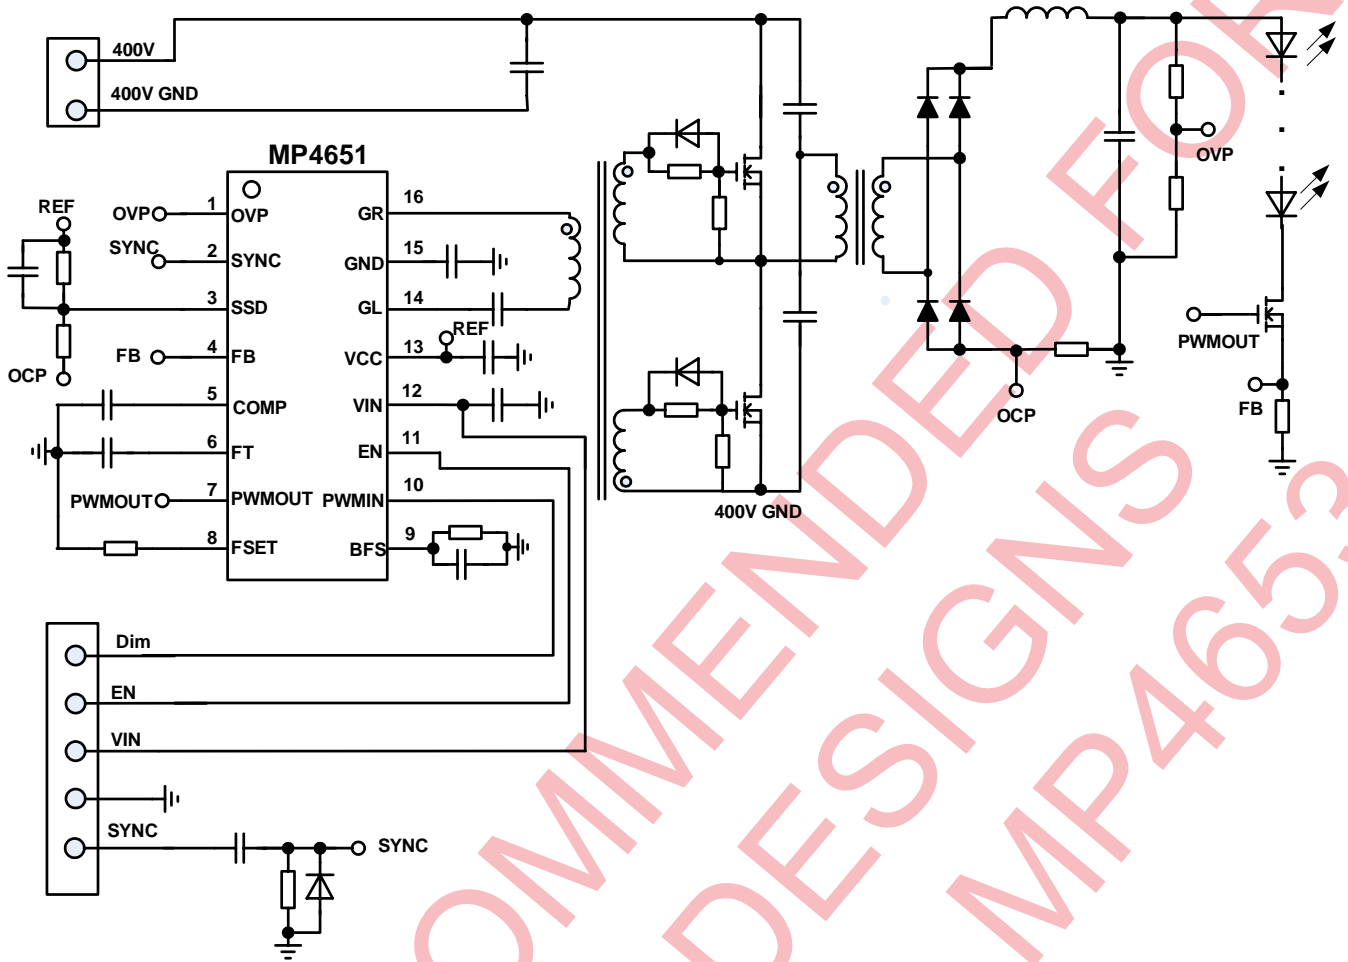 400V
400V GND
MP4651
REF
OVP 1 OVP
SYNC 2 SYNC
3 SSD
FB 4 FB
OCP
5 COMP
6 FT
PWMOUT 7 PWMOUT
8 FSET
16 GR
15 GND
14 GL
REF
13 VCC
12 VIN
11 EN
10 PWMIN
9 BFS
400V GND
OVP
OCP
PWMOUT
FB
Dim
EN
VIN
SYNC
SYNC
OMMENDED FOR
DESIGNS
MP4653